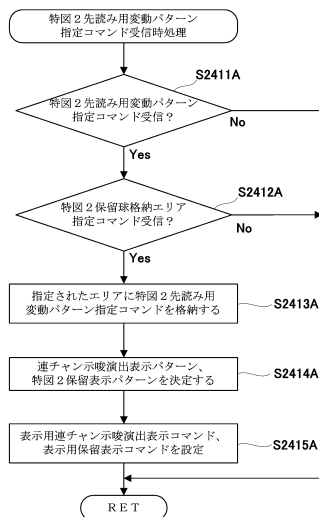 特図２先読み用変動パターン
指定コマンド受信時処理
S2411A
特図２先読み用変動パターン
指定コマンド受信？
No
Yes
S2412A
特図２保留球格納エリア
指定コマンド受信？
No
Yes
指定されたエリアに特図２先読み用
変動パターン指定コマンドを格納する
S2413A
連チャン示唆演出表示パターン、
特図２保留表示パターンを決定する
S2414A
表示用連チャン示唆演出表示コマンド、
表示用保留表示コマンドを設定
S2415A
ＲＥＴ